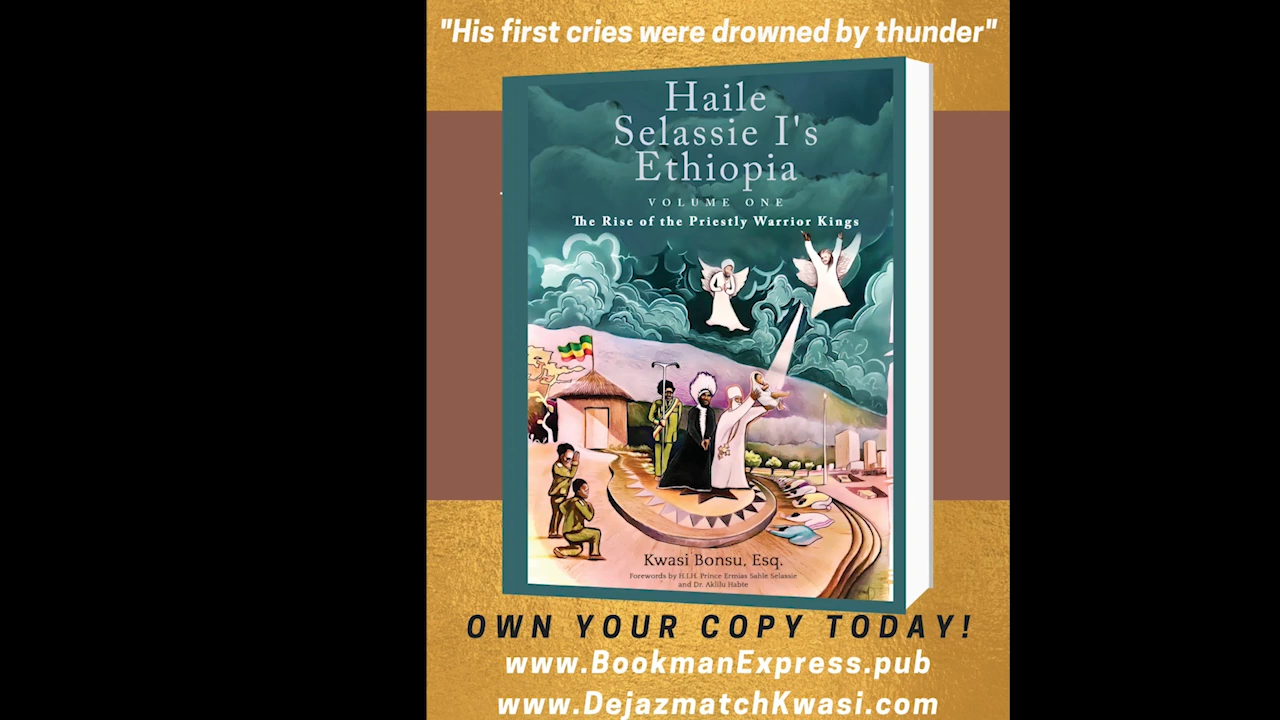 "His first cries were drowned by thunder"
Haile
Selassie I's
Ethiopia
VOLUME ONE
The Rise of the Priestly Warrior Kings
Kwasi Bonsu, Esq.
Forewords by H.I.H. Prince Ermias Sahle Selassie
and Dr. Aklilu Habte
OWN YOUR COPY TODAY!
www.BookmanExpress.pub
www.DejazmatchKwasi.com